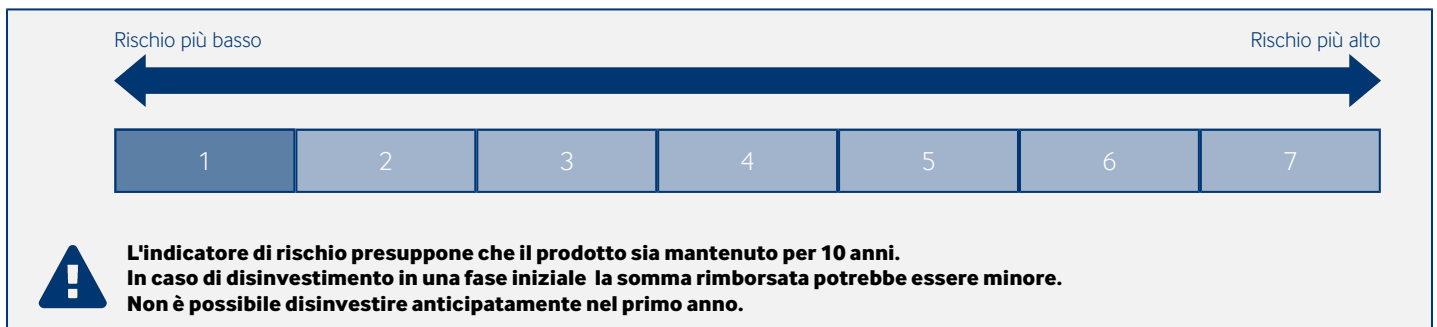 Rischio più basso Rischio più alto
1 2 3 4 5 6 7
L'indicatore di rischio presuppone che il prodotto sia mantenuto per 10 anni.
In caso di disinvestimento in una fase iniziale la somma rimborsata potrebbe essere minore.
Non è possibile disinvestire anticipatamente nel primo anno.